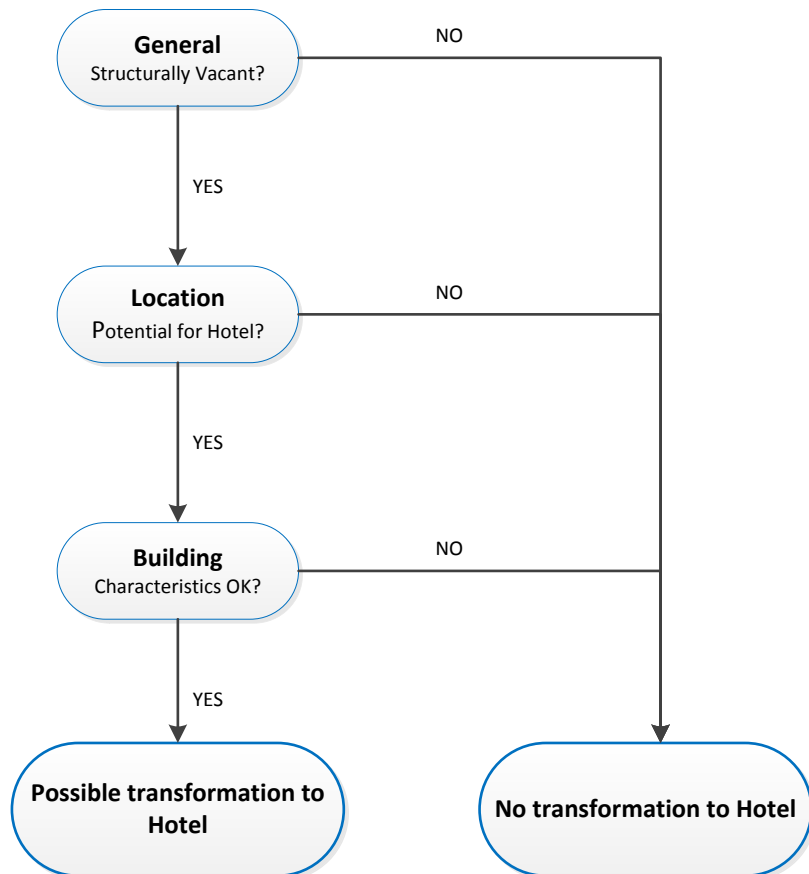 General
Structurally Vacant?
NO
YES
Location
Potential for Hotel?
NO
YES
Building
Characteristics OK?
NO
YES
Possible transformation to
Hotel
No transformation to Hotel